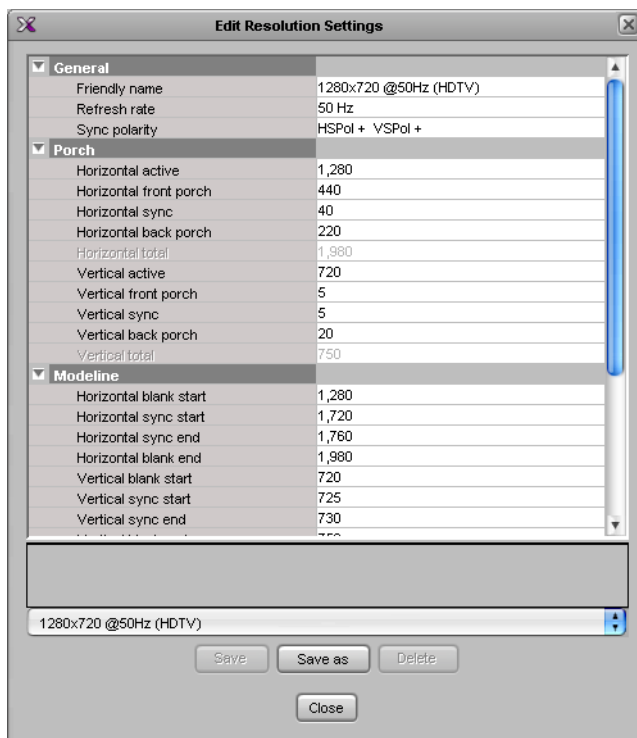 Edit Resolution Settings
General
Friendly name 1280x720 @50Hz (HDTV)
Refresh rate 50 Hz
Sync polarity HSPol + VSPol +
Porch
Horizontal active 1,280
Horizontal front porch 440
Horizontal sync 40
Horizontal back porch 220
Horizontal total 1,980
Vertical active 720
Vertical front porch 5
Vertical sync 5
Vertical back porch 20
Vertical total 750
Modeline
Horizontal blank start 1,280
Horizontal sync start 1,720
Horizontal sync end 1,760
Horizontal blank end 1,980
Vertical blank start 720
Vertical sync start 725
Vertical sync end 730
1280x720 @50Hz (HDTV)
Save Save as Delete
Close